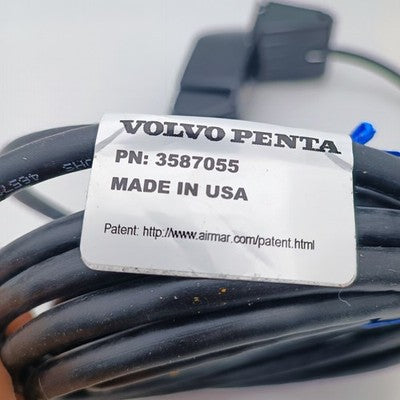 VOLVO PENTA
PN: 3587055
MADE IN USA
Patent: http://www.airmar.com/patent.html